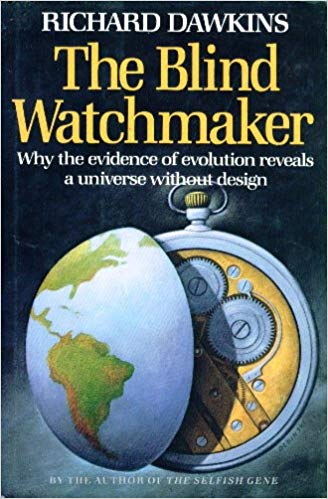 RICHARD DAWKINS
The Blind
Watchmaker
Why the evidence of evolution reveals
a universe without design
BY THE AUTHOR OF THE SELFISH GENE